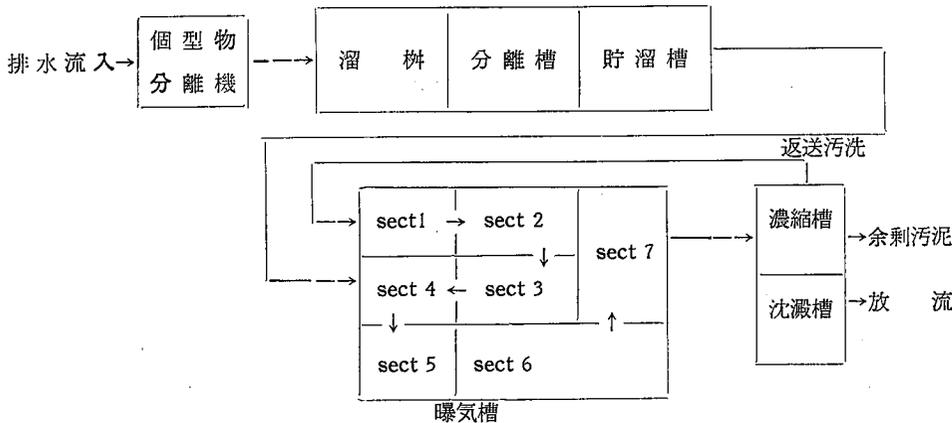 排水流入
個型物
分離機
溜桝
分離槽
貯溜槽
返送汚洗
sect1
sect 2
sect 7
sect 4
sect 3
sect 5
sect 6
曝気槽
濃縮槽
余剰汚泥
沈澱槽
放流